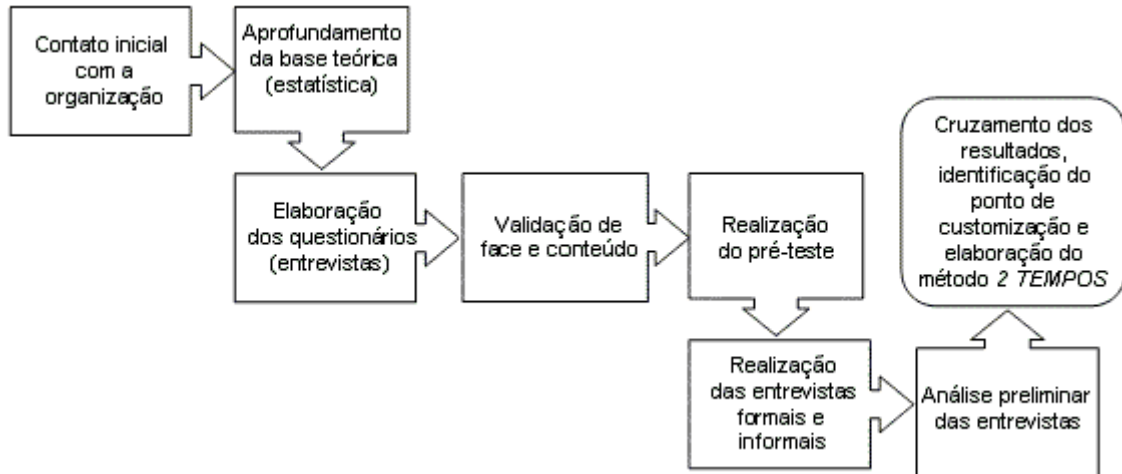 Contato inicial
com a
organização
Aprofundamento
da base teórica
(estatística)
Elaboração
dos questionários
(entrevistas)
Validação de
face e conteúdo
Realização
do pré-teste
Realização
das entrevistas
formais e
informais
Análise preliminar
das entrevistas
Cruzamento dos
resultados,
identificação do
ponto de
customização e
elaboração do
método 2 TEMPOS